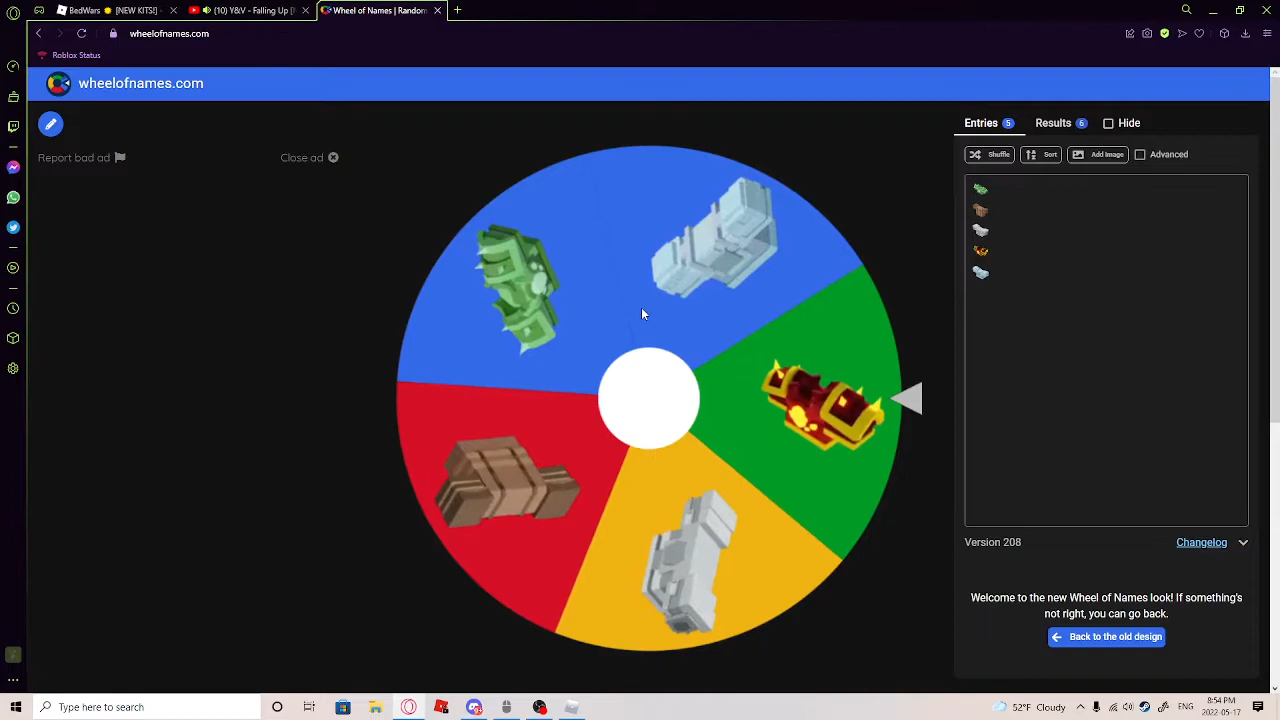 BedWars [NEW KITS!] -
(10) Y&V - Falling Up [
Wheel of Names | Random
wheelofnames.com
Roblox Status
wheelofnames.com
Entries 5 Results 6 Hide
Report bad ad Close ad
Shuffle Sort Add Image Advanced
Version 208 Changelog
Welcome to the new Wheel of Names look! If something's
not right, you can go back.
Back to the old design
Type here to search
52°F Cloudy ENG 8:54 PM
2022-05-17